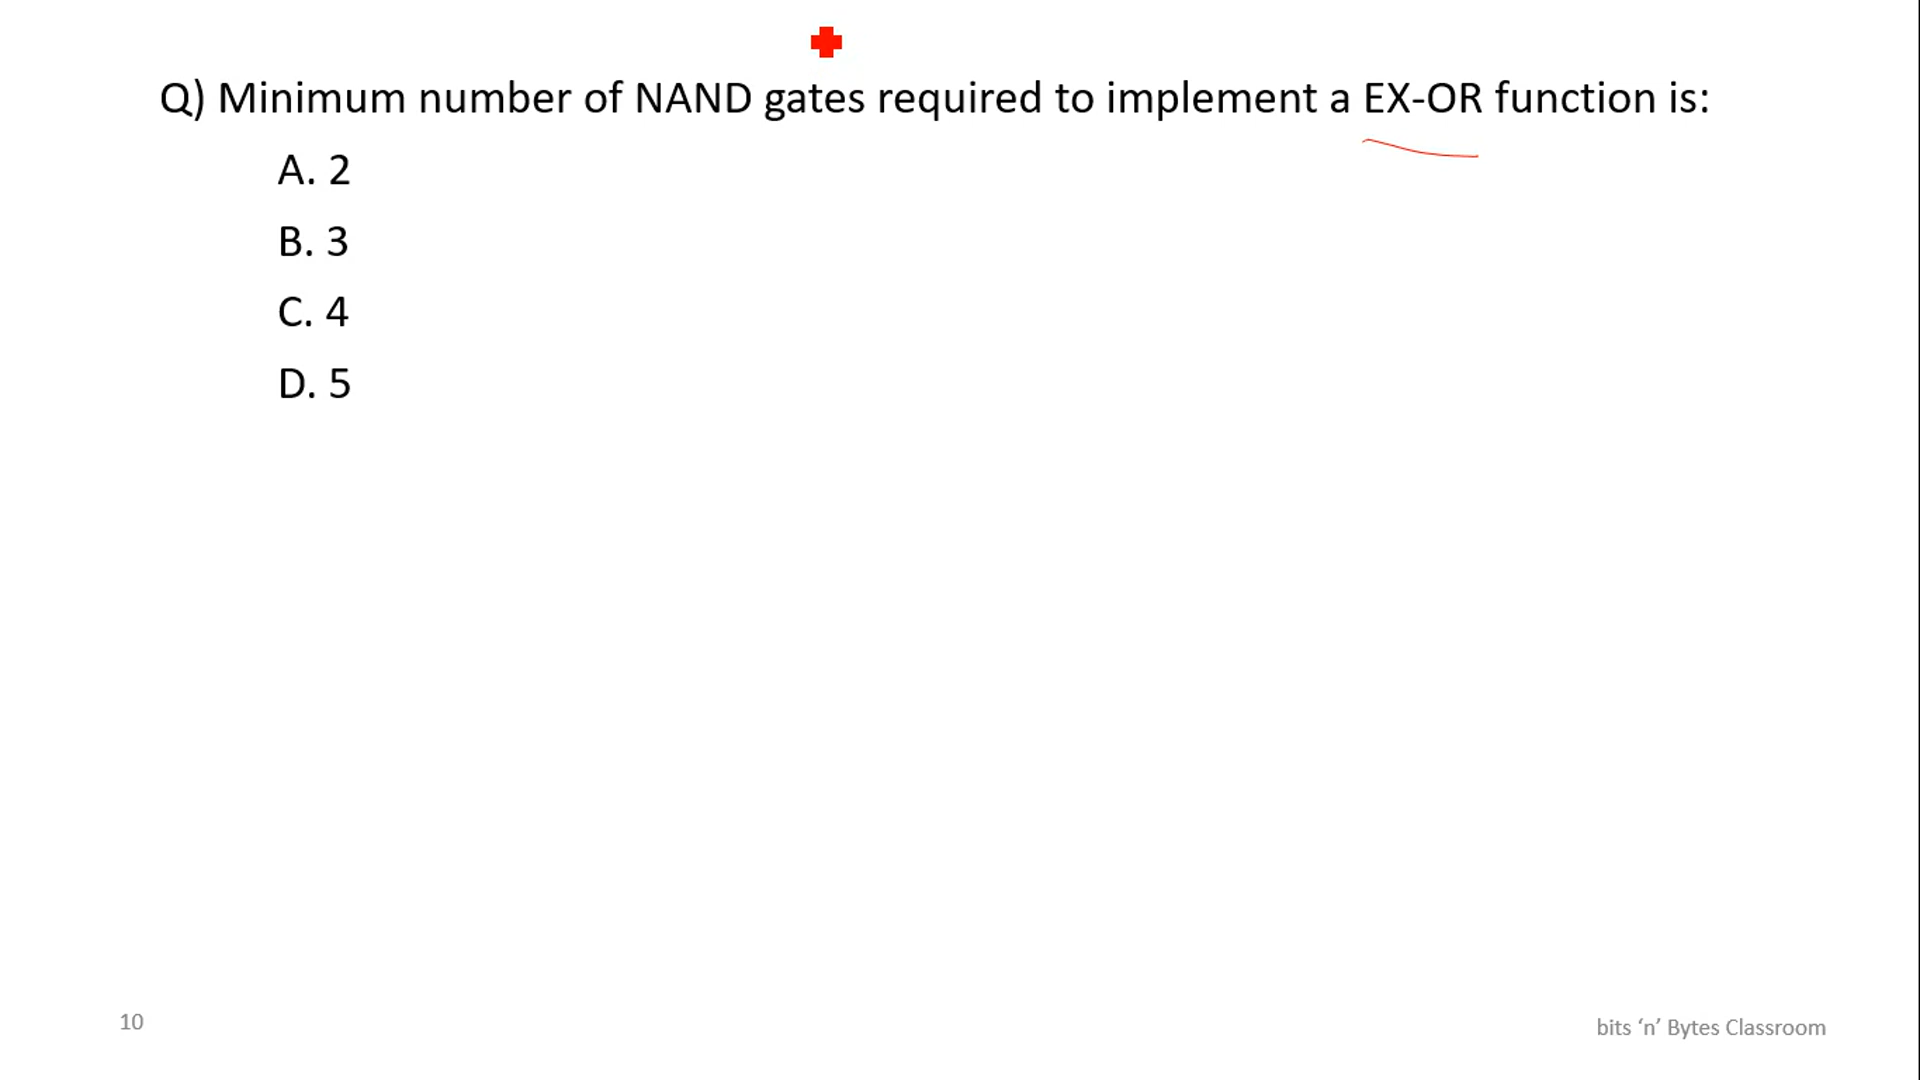 Q) Minimum number of NAND gates required to implement a EX-OR function is:
A. 2
B. 3
C. 4
D. 5
10
bits ‘n’ Bytes Classroom